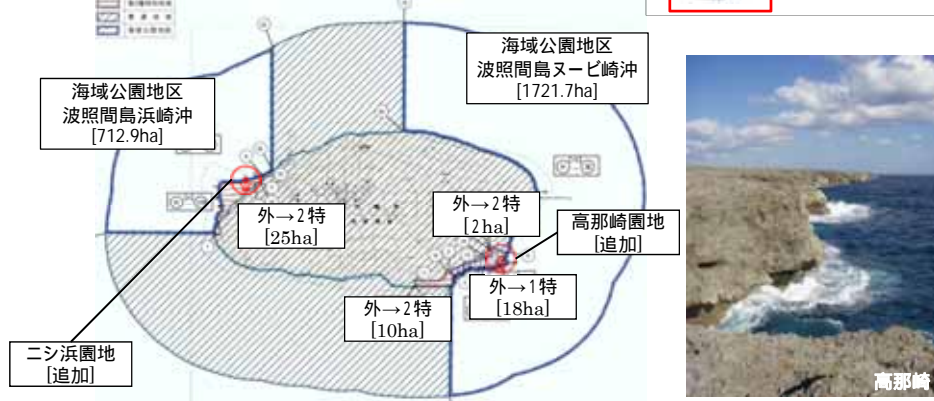 海域公園地区
波照間島浜崎沖
[712.9ha]
海域公園地区
波照間島ヌービ崎沖
[1721.7ha]
外→2特
[25ha]
外→2特
[2ha]
高那崎園地
[追加]
外→2特
[10ha]
外→1特
[18ha]
ニシ浜園地
[追加]
高那崎